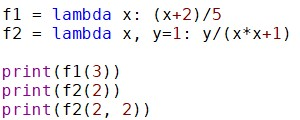 f1 = lambda x: (x+2)/5
f2 = lambda x, y=1: y/(x*x+1)
print(f1(3))
print(f2(2))
print(f2(2, 2))